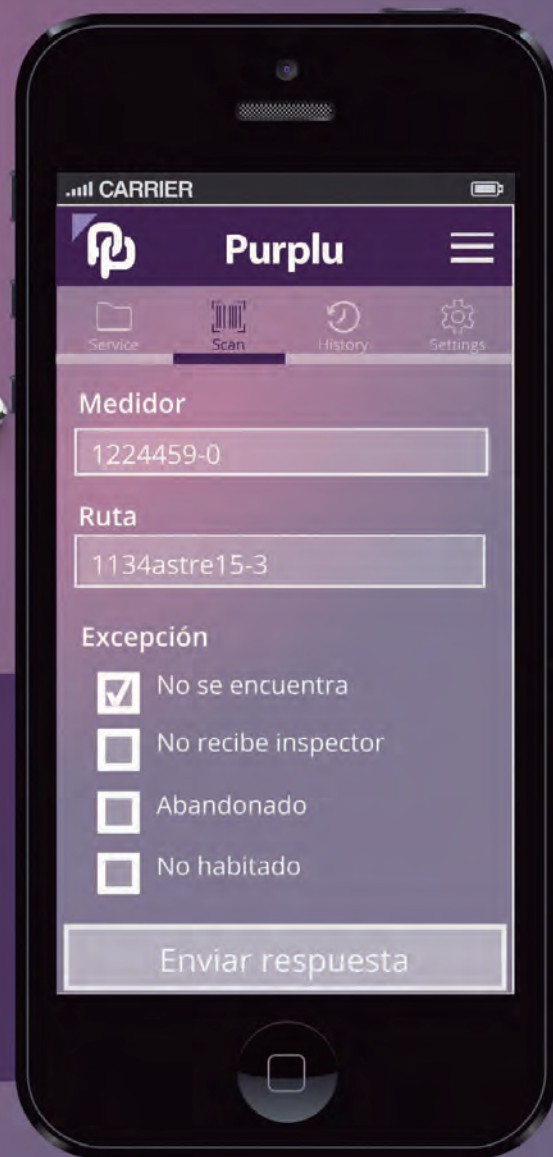 CARRIER
Purplu
Service Scan History Settings
Medidor
1224459-0
Ruta
1134astre15-3
Excepción
No se encuentra
No recibe inspector
Abandonado
No habitado
Enviar respuesta